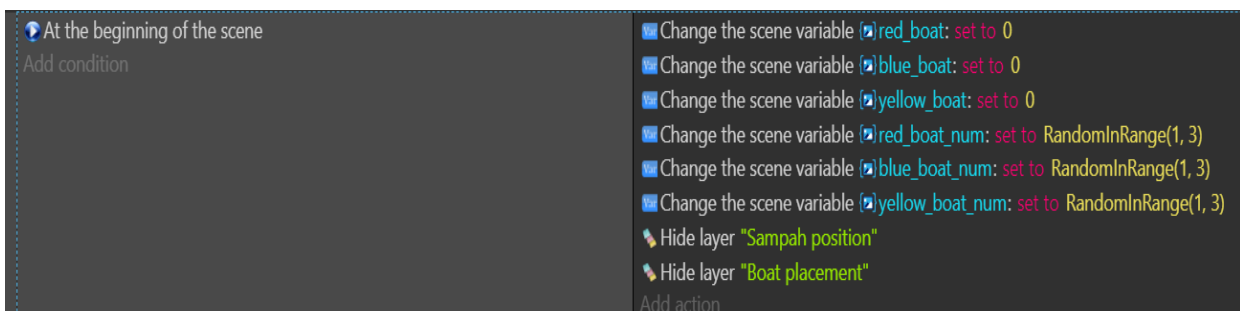 At the beginning of the scene
Add condition
Change the scene variable red_boat: set to 0
Change the scene variable blue_boat: set to 0
Change the scene variable yellow_boat: set to 0
Change the scene variable red_boat_num: set to RandomInRange(1, 3)
Change the scene variable blue_boat_num: set to RandomInRange(1, 3)
Change the scene variable yellow_boat_num: set to RandomInRange(1, 3)
Hide layer "Sampah position"
Hide layer "Boat placement"
Add action